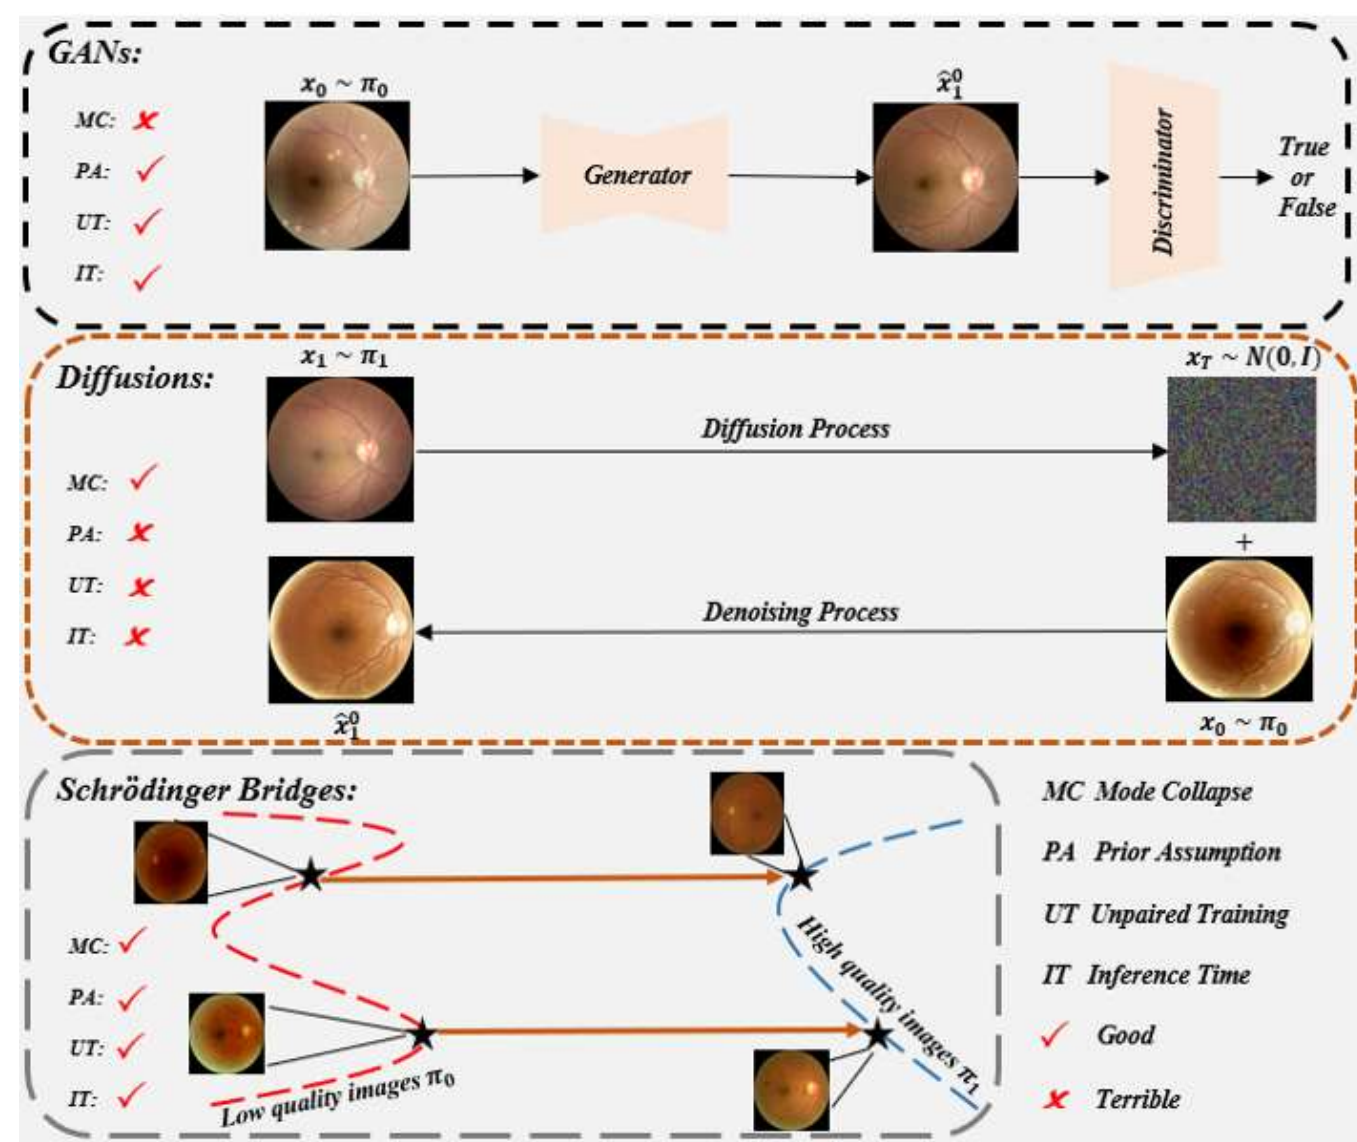 GANs:
x₀ ~ π₀
x̂₁⁰
MC: ✗
PA: ✓
UT: ✓
IT: ✓
Generator
Discriminator
True
or
False
Diffusions:
x₁ ~ π₁
x_T ~ N(0, I)
Diffusion Process
MC: ✓
PA: ✗
UT: ✗
IT: ✗
+
Denoising Process
x̂₁⁰
x₀ ~ π₀
Schrödinger Bridges:
MC: ✓
PA: ✓
UT: ✓
IT: ✓
Low quality images π₀
High quality images π₁
MC Mode Collapse
PA Prior Assumption
UT Unpaired Training
IT Inference Time
✓ Good
✗ Terrible